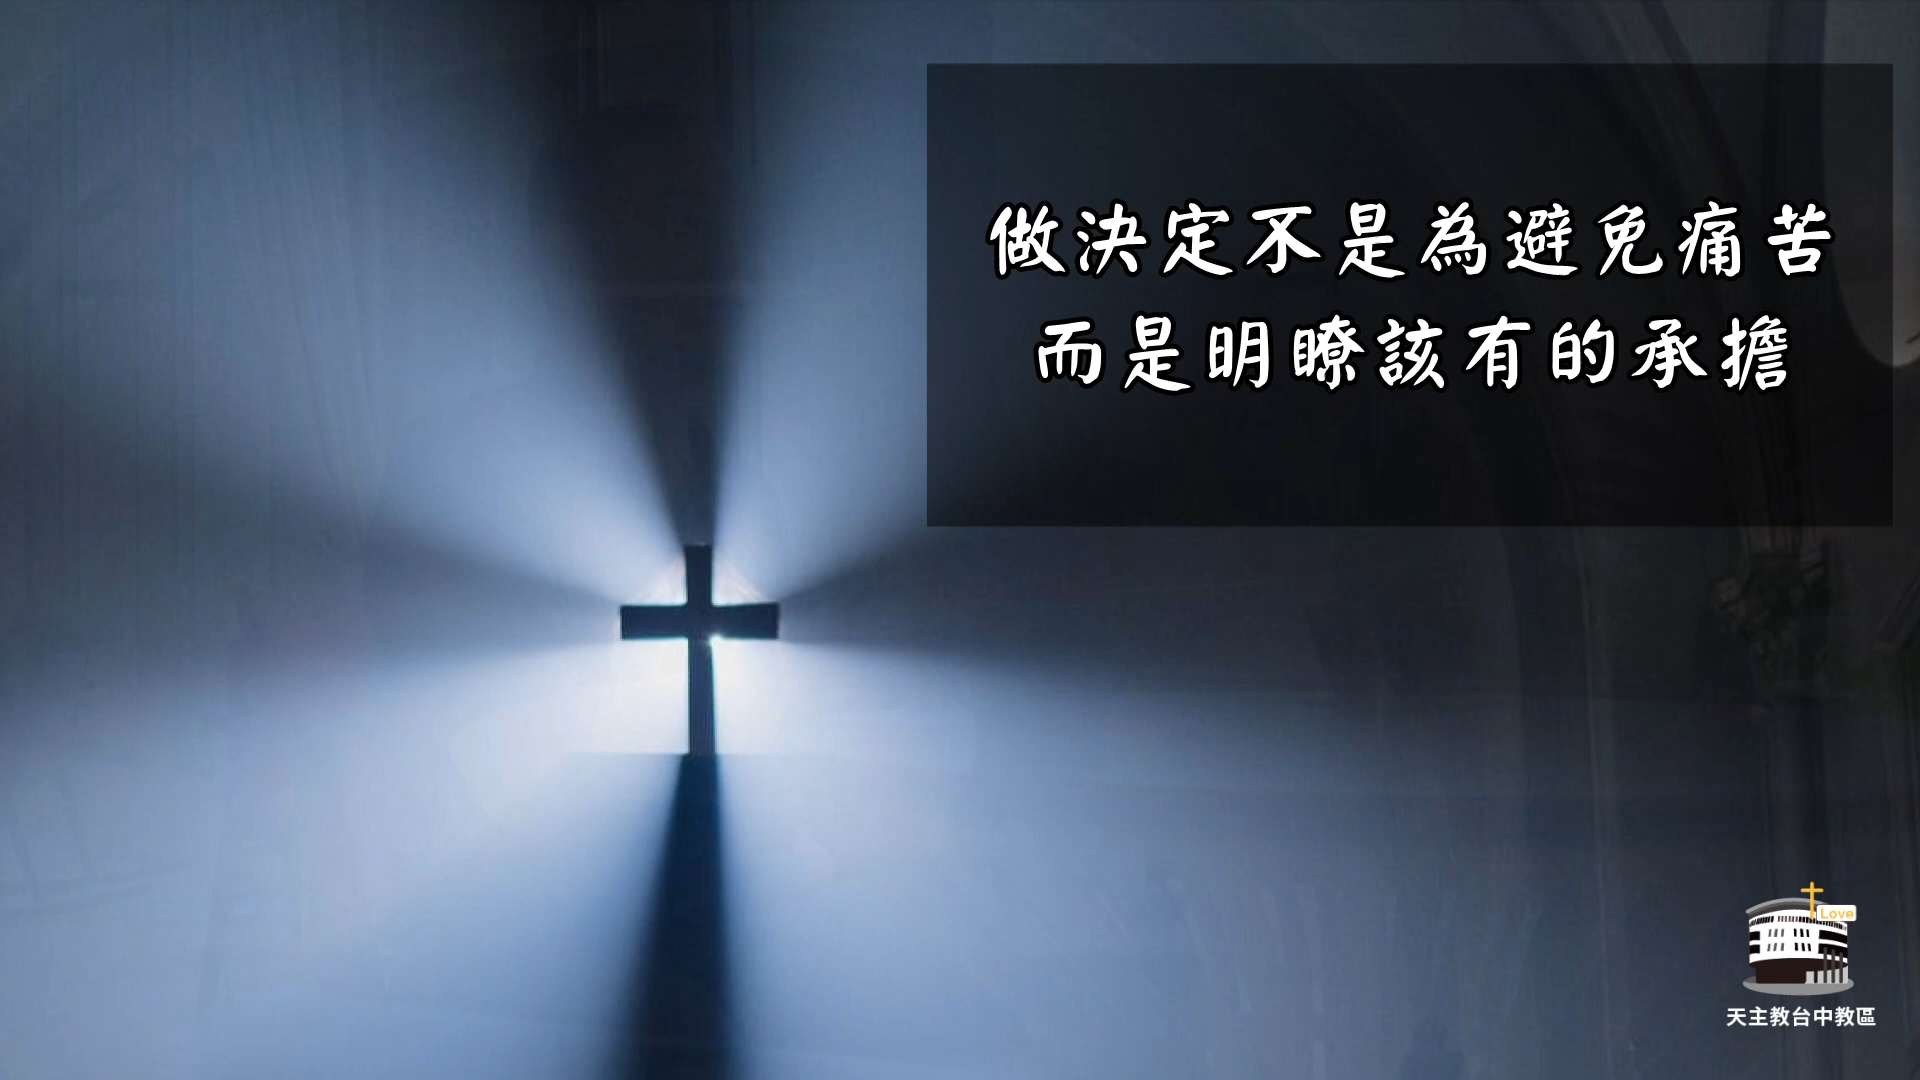 做決定不是為避免痛苦
而是明瞭該有的承擔
Love
天主教台中教區